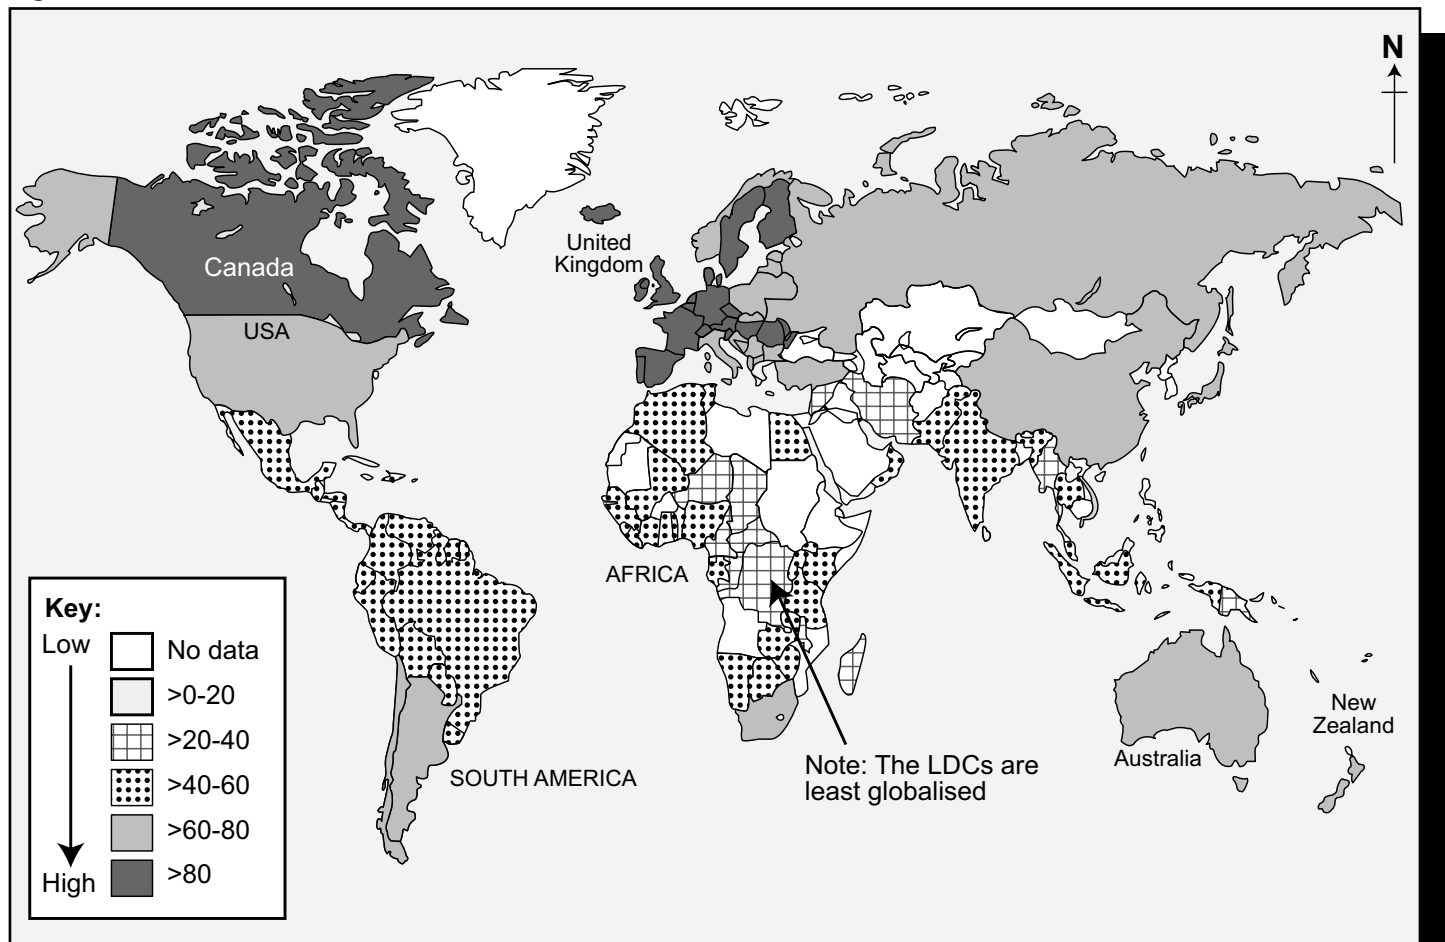 N
United
Kingdom
Canada
USA
AFRICA
SOUTH AMERICA
New
Zealand
Australia
Note: The LDCs are
least globalised
Key:
Low
High
No data
>0-20
>20-40
>40-60
>60-80
>80